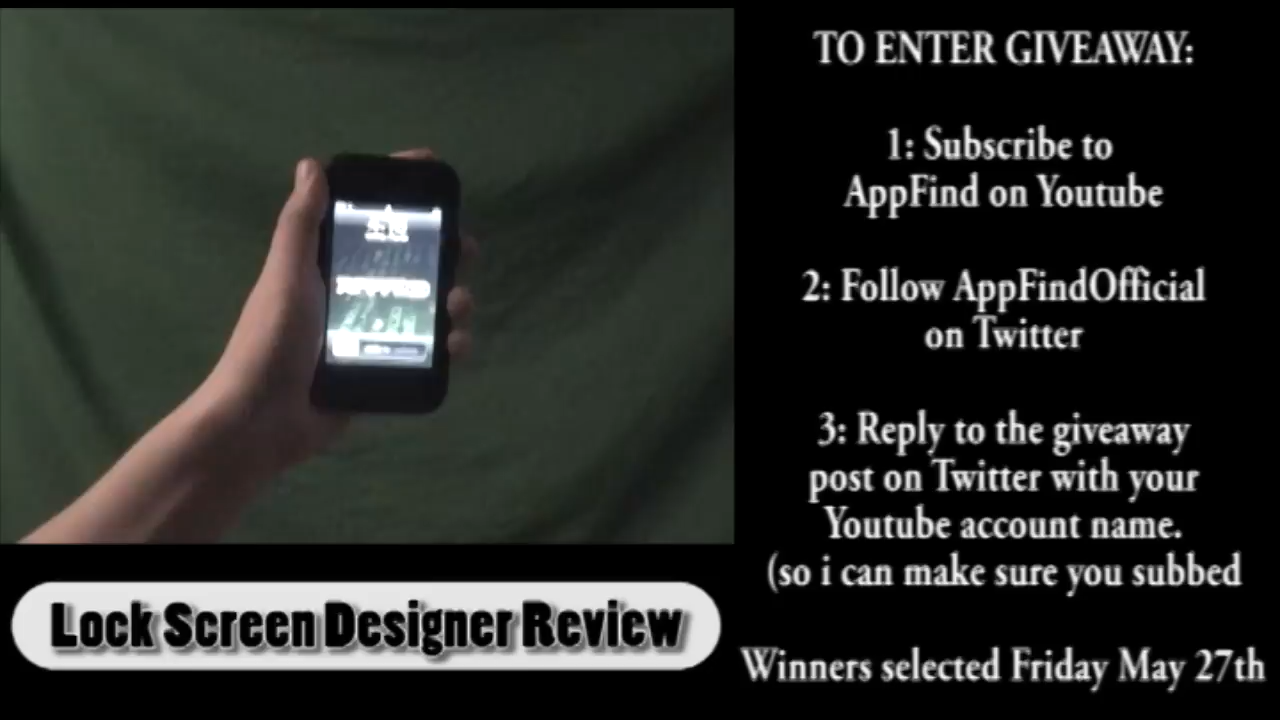 TO ENTER GIVEAWAY:
1: Subscribe to
AppFind on Youtube
2: Follow AppFindOfficial
on Twitter
3: Reply to the giveaway
post on Twitter with your
Youtube account name.
(so i can make sure you subbed
Winners selected Friday May 27th
Lock Screen Designer Review